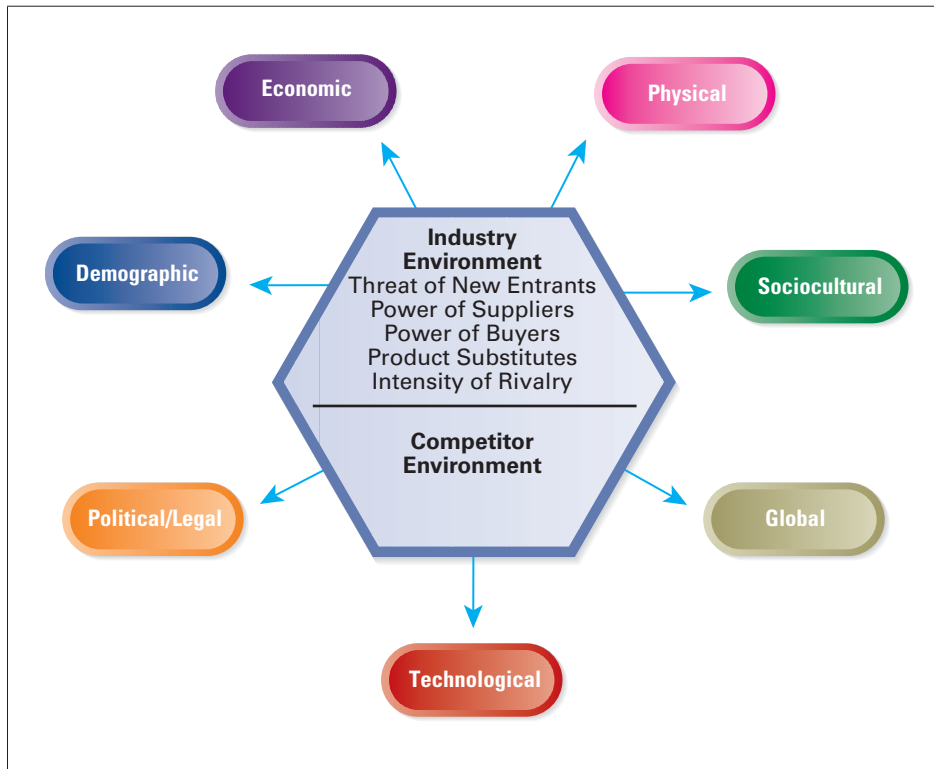 Economic
Physical
Demographic
Industry
Environment
Threat of New Entrants
Power of Suppliers
Power of Buyers
Product Substitutes
Intensity of Rivalry
Sociocultural
Competitor
Environment
Political/Legal
Global
Technological